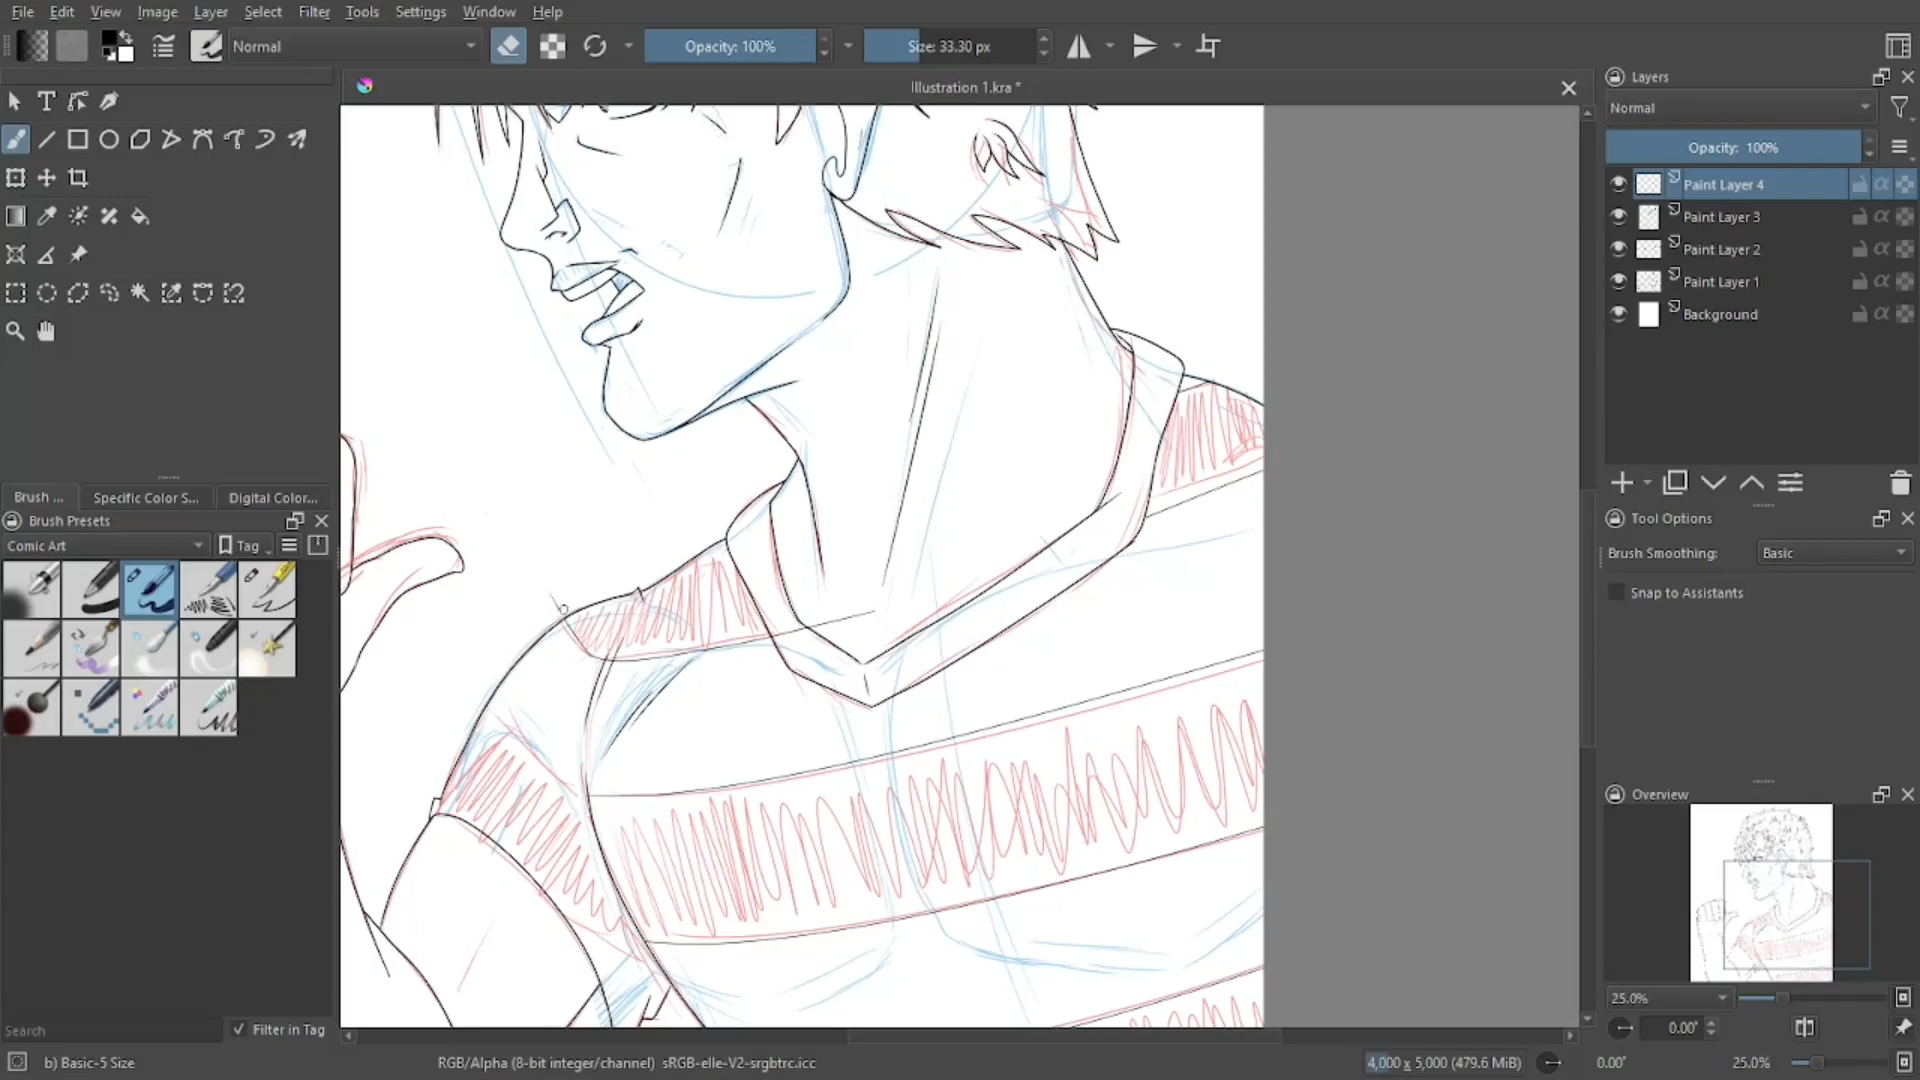 File Edit View Image Layer Select Filter Tools Settings Window Help
Normal
Opacity: 100%
Size: 33.30 px
Illustration 1.kra *
Layers
Normal
Opacity: 100%
Paint Layer 4
Paint Layer 3
Paint Layer 2
Paint Layer 1
Background
Brush ... Specific Color S... Digital Color...
Brush Presets
Comic Art
Tag
Search
Filter in Tag
Tool Options
Brush Smoothing: Basic
Snap to Assistants
Overview
25.0%
0.00°
b) Basic-5 Size
RGB/Alpha (8-bit integer/channel) sRGB-elle-V2-srgbtrc.icc
4,000 x 5,000 (479.6 MiB)
0.00°
25.0%